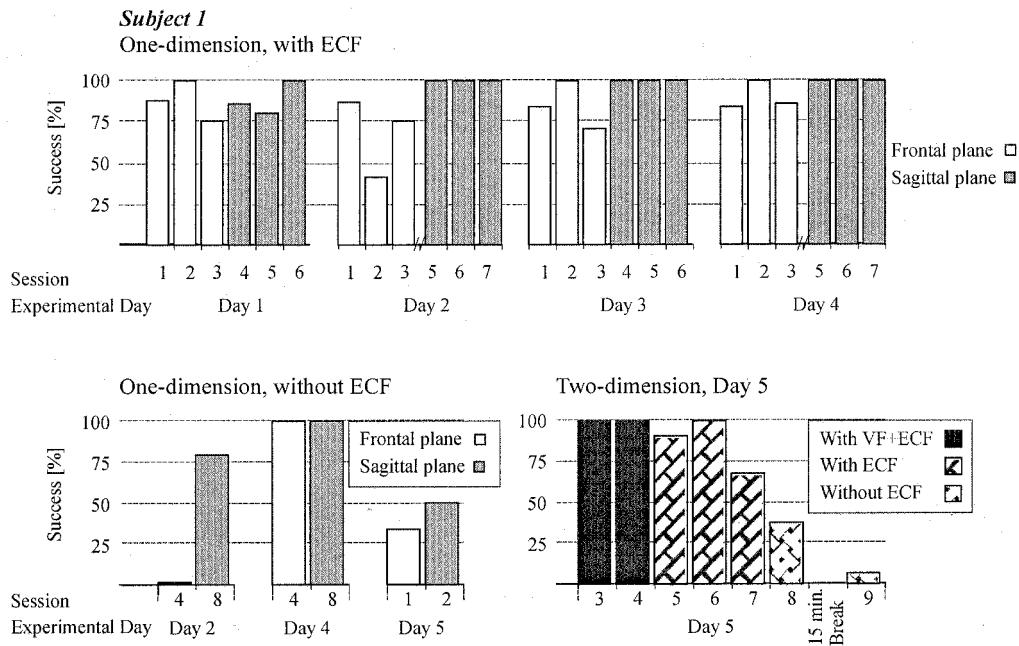 Subject 1
One-dimension, with ECF
Success [%]
100
75
50
25
Frontal plane
Sagittal plane
Session
1 2 3 4 5 6
1 2 3 5 6 7
1 2 3 4 5 6
1 2 3 5 6 7
Experimental Day
Day 1
Day 2
Day 3
Day 4
One-dimension, without ECF
Success [%]
100
75
50
25
Frontal plane
Sagittal plane
Session
4 8
4 8
1 2
Experimental Day
Day 2
Day 4
Day 5
Two-dimension, Day 5
100
75
50
25
With VF+ECF
With ECF
Without ECF
3 4 5 6 7 8
15 min.
Break
9
Day 5